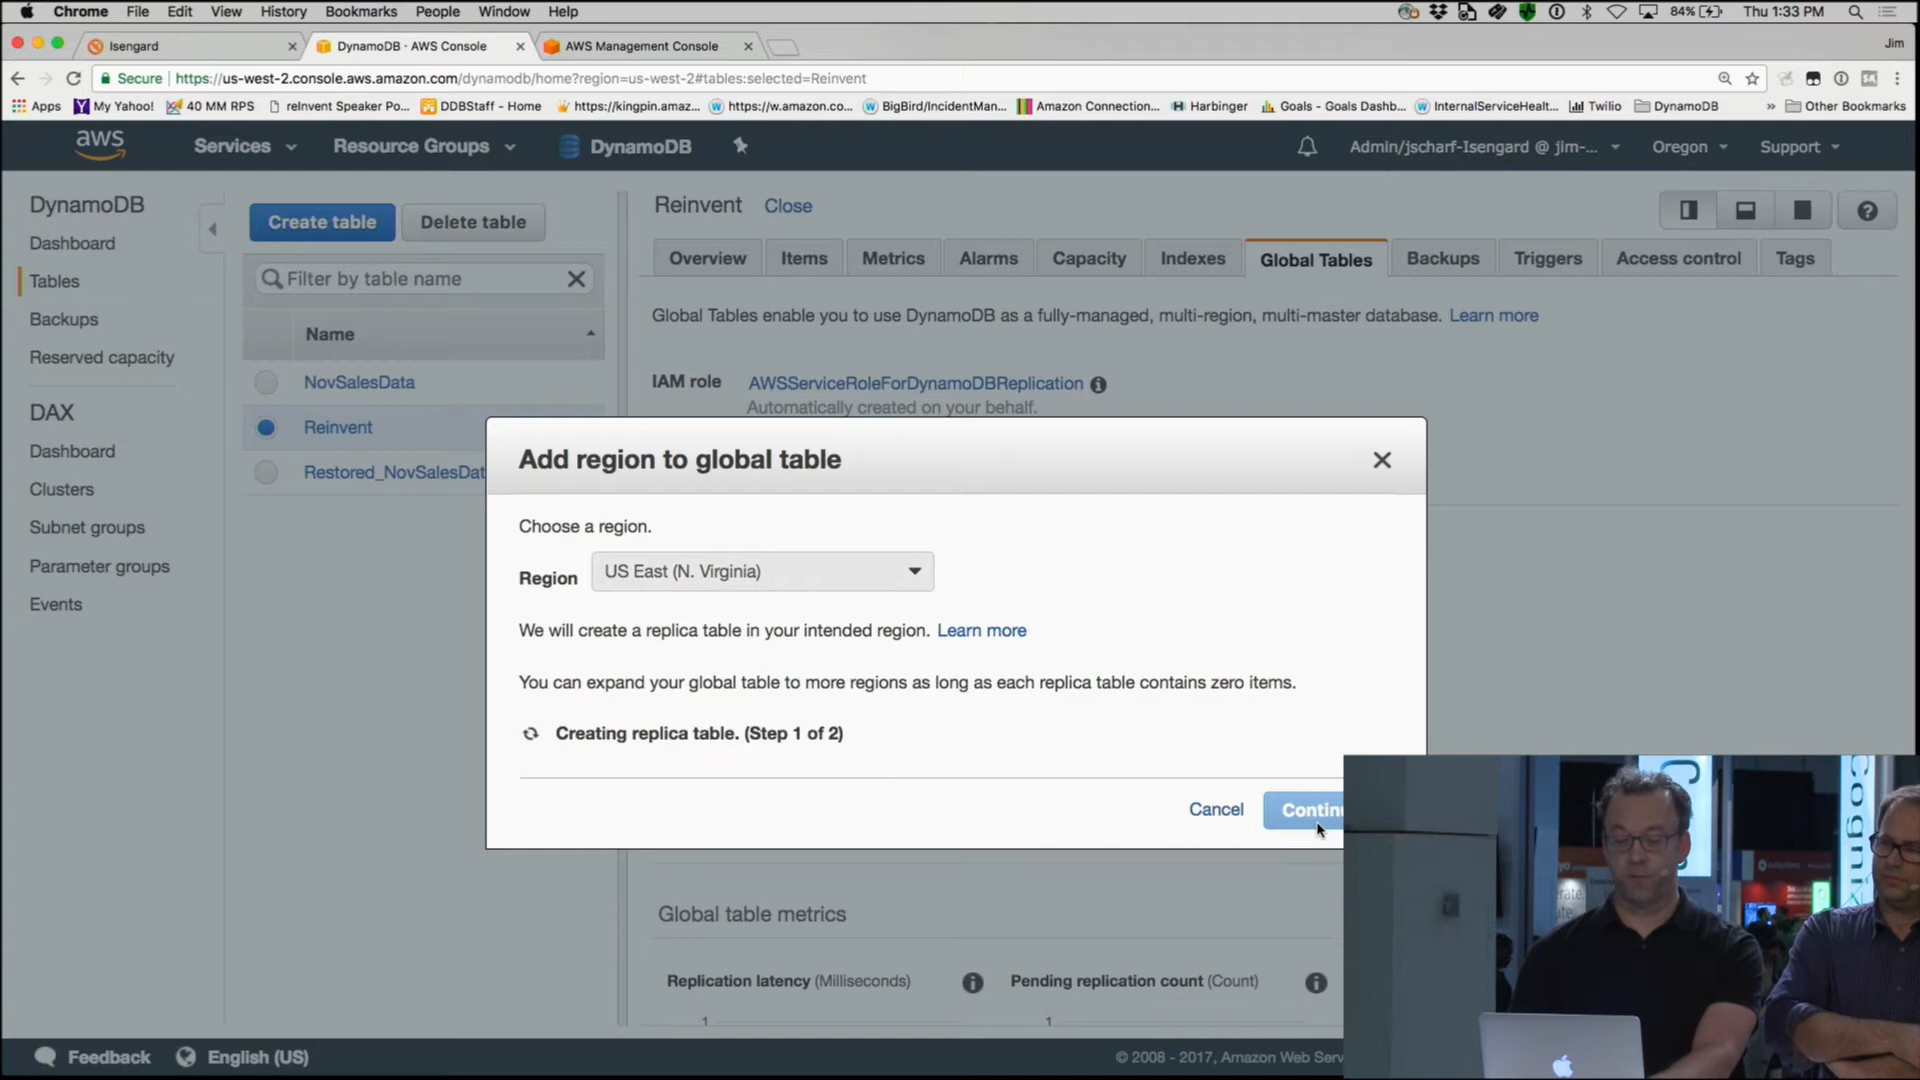 Chrome File Edit View History Bookmarks People Window Help 84% Thu 1:33 PM
Isengard DynamoDB · AWS Console AWS Management Console Jim
Secure https://us-west-2.console.aws.amazon.com/dynamodb/home?region=us-west-2#tables:selected=Reinvent
Apps My Yahoo! 40 MM RPS reInvent Speaker Po... DDBStaff - Home https://kingpin.amaz... https://w.amazon.co... BigBird/IncidentMan... Amazon Connection... Harbinger Goals - Goals Dashb... InternalServiceHealt... Twilio DynamoDB » Other Bookmarks
aws Services Resource Groups DynamoDB Admin/jscharf-Isengard @ jim-... Oregon Support
DynamoDB
Dashboard
Tables
Backups
Reserved capacity
DAX
Dashboard
Clusters
Subnet groups
Parameter groups
Events
Create table Delete table
Filter by table name
Name
NovSalesData
Reinvent
Restored_NovSalesDat
Reinvent Close
Overview Items Metrics Alarms Capacity Indexes Global Tables Backups Triggers Access control Tags
Global Tables enable you to use DynamoDB as a fully-managed, multi-region, multi-master database. Learn more
IAM role AWSServiceRoleForDynamoDBReplication
Automatically created on your behalf.
Add region to global table
Choose a region.
Region US East (N. Virginia)
We will create a replica table in your intended region. Learn more
You can expand your global table to more regions as long as each replica table contains zero items.
Creating replica table. (Step 1 of 2)
Cancel Continu
Global table metrics
Replication latency (Milliseconds) Pending replication count (Count)
1 1
Feedback English (US) © 2008 - 2017, Amazon Web Serv